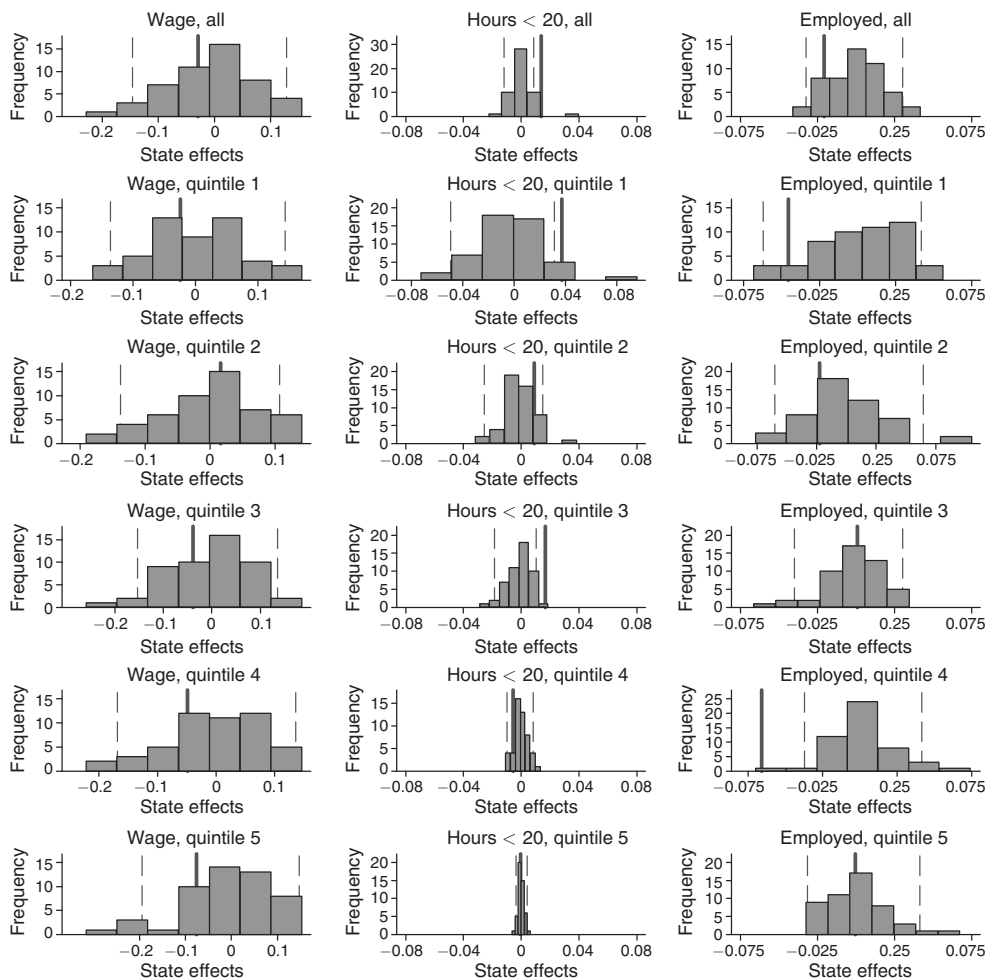 Wage, all
Frequency
15
10
5
0
−0.2 −0.1 0 0.1
State effects
Hours < 20, all
Frequency
30
20
10
0
−0.08 −0.04 0 0.04 0.08
State effects
Employed, all
Frequency
15
10
5
0
−0.075 −0.025 0.025 0.075
State effects
Wage, quintile 1
Frequency
15
10
5
0
−0.2 −0.1 0 0.1
State effects
Hours < 20, quintile 1
Frequency
20
15
10
5
0
−0.08 −0.04 0 0.04 0.08
State effects
Employed, quintile 1
Frequency
15
10
5
0
−0.075 −0.025 0.25 0.075
State effects
Wage, quintile 2
Frequency
15
10
5
0
−0.2 −0.1 0 0.1
State effects
Hours < 20, quintile 2
Frequency
20
15
10
5
0
−0.08 −0.04 0 0.04 0.08
State effects
Employed, quintile 2
Frequency
20
15
10
5
0
−0.075 −0.025 0.25 0.075
State effects
Wage, quintile 3
Frequency
15
10
5
0
−0.2 −0.1 0 0.1
State effects
Hours < 20, quintile 3
Frequency
20
15
10
5
0
−0.08 −0.04 0 0.04 0.08
State effects
Employed, quintile 3
Frequency
20
15
10
5
0
−0.075 −0.025 0.025 0.075
State effects
Wage, quintile 4
Frequency
15
10
5
0
−0.2 −0.1 0 0.1
State effects
Hours < 20, quintile 4
Frequency
20
15
10
5
0
−0.08 −0.04 0 0.04 0.08
State effects
Employed, quintile 4
Frequency
25
20
15
10
5
0
−0.075 −0.025 0.025 0.075
State effects
Wage, quintile 5
Frequency
15
10
5
0
−0.2 −0.1 0 0.1
State effects
Hours < 20, quintile 5
Frequency
20
15
10
5
0
−0.08 −0.04 0 0.04 0.08
State effects
Employed, quintile 5
Frequency
20
15
10
5
0
−0.075 −0.025 0.025 0.075
State effects